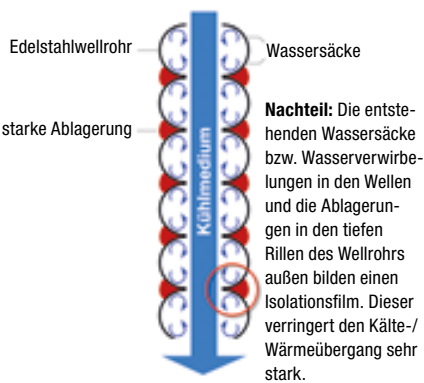 Edelstahlwellrohr
Wassersäcke
starke Ablagerung
Kühlmedium
Nachteil: Die entste-
henden Wassersäcke
bzw. Wasserverwirbe-
lungen in den Wellen
und die Ablagerun-
gen in den tiefen
Rillen des Wellrohrs
außen bilden einen
Isolationsfilm. Dieser
verringert den Kälte-/
Wärmeübergang sehr
stark.